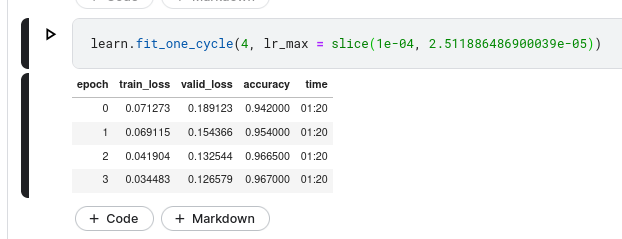 + Code + Markdown
learn.fit_one_cycle(4, lr_max = slice(1e-04, 2.511886486900039e-05))
epoch train_loss valid_loss accuracy time
0 0.071273 0.189123 0.942000 01:20
1 0.069115 0.154366 0.954000 01:20
2 0.041904 0.132544 0.966500 01:20
3 0.034483 0.126579 0.967000 01:20
+ Code + Markdown